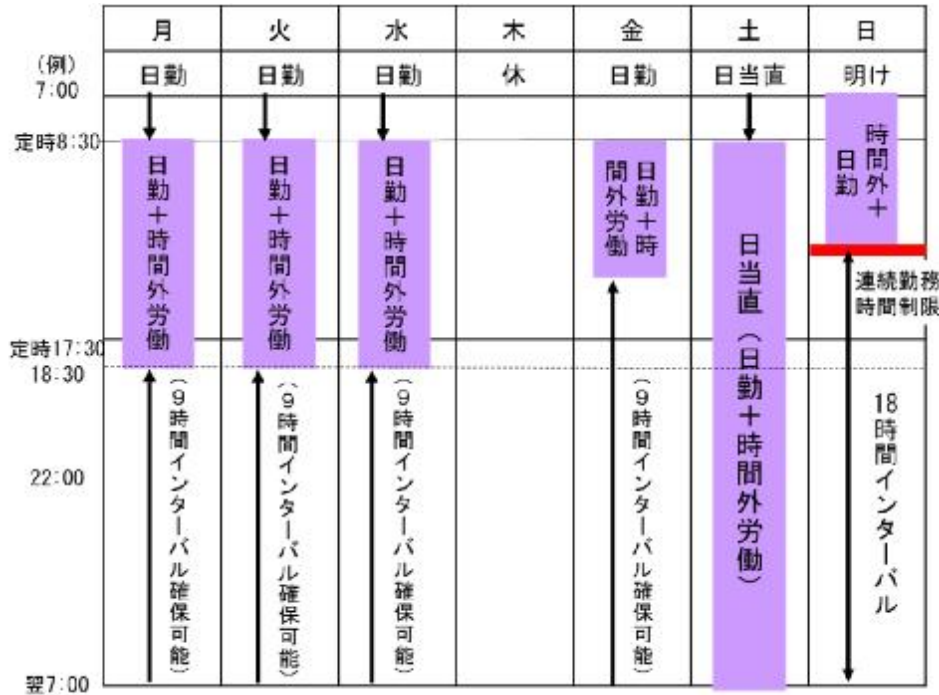 月 火 水 木 金 土 日
(例)
7:00
日勤 日勤 日勤 休 日勤 日当直 明け
定時8:30
日勤＋時間外労働
日勤＋時間外労働
日勤＋時間外労働
日勤＋時
間外労働
日当直（日勤＋時間外労働）
時間外＋
日勤
連続勤務
時間制限
定時17:30
18:30
22:00
翌7:00
（９時間インターバル確保可能）
（９時間インターバル確保可能）
（９時間インターバル確保可能）
（９時間インターバル確保可能）
18時間インターバル